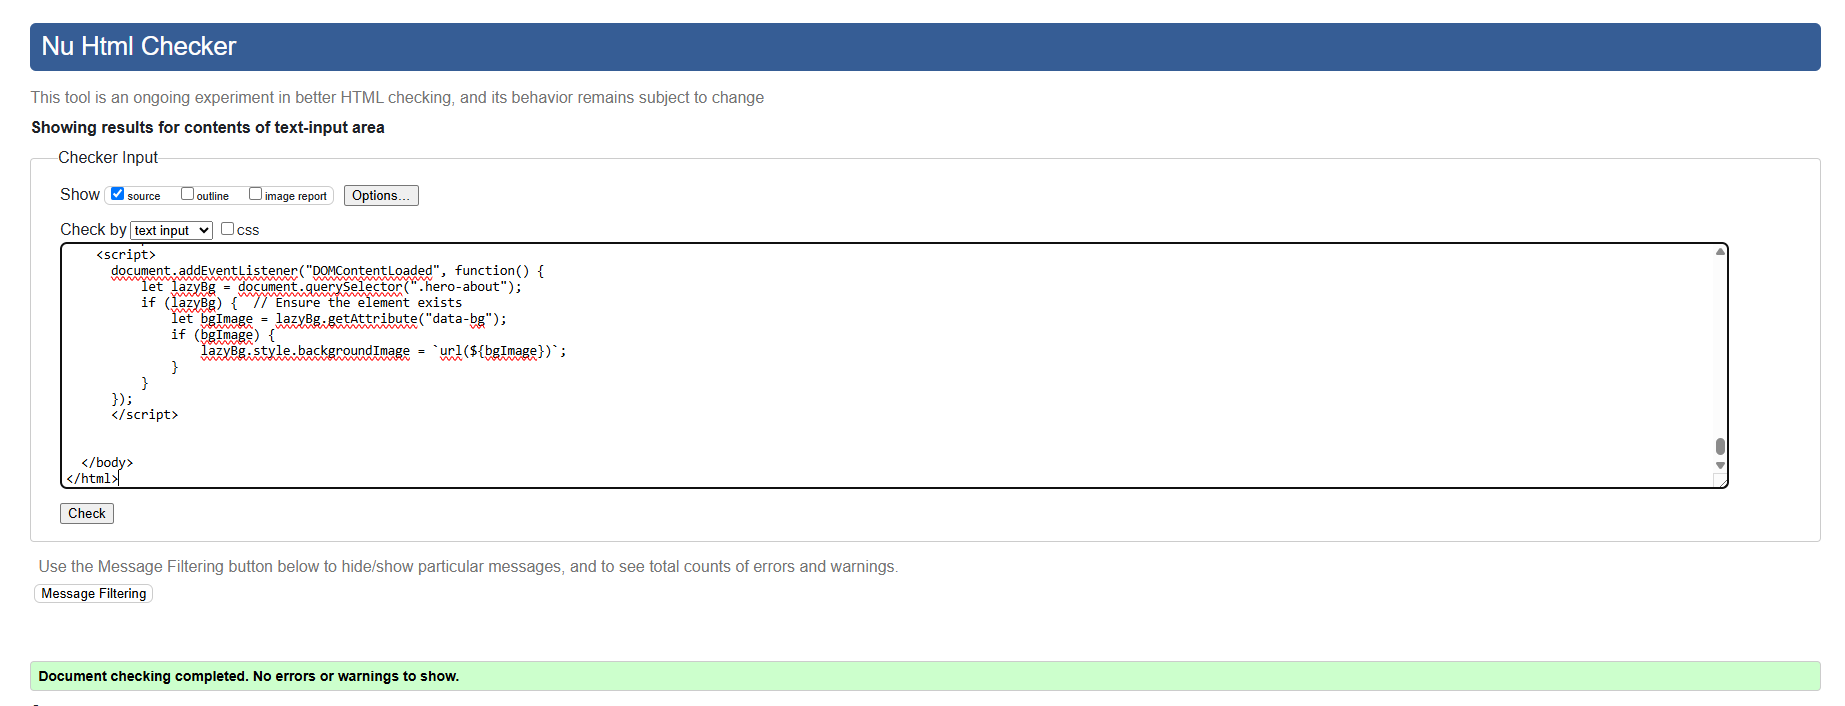 Nu Html Checker
This tool is an ongoing experiment in better HTML checking, and its behavior remains subject to change
Showing results for contents of text-input area
Checker Input
Show source outline image report Options...
Check by text input css
<script>
document.addEventListener("DOMContentLoaded", function() {
let lazyBg = document.querySelector(".hero-about");
if (lazyBg) {  // Ensure the element exists
let bgImage = lazyBg.getAttribute("data-bg");
if (bgImage) {
lazyBg.style.backgroundImage = `url(${bgImage})`;
}
}
});
</script>
</body>
</html>
Check
Use the Message Filtering button below to hide/show particular messages, and to see total counts of errors and warnings.
Message Filtering
Document checking completed. No errors or warnings to show.